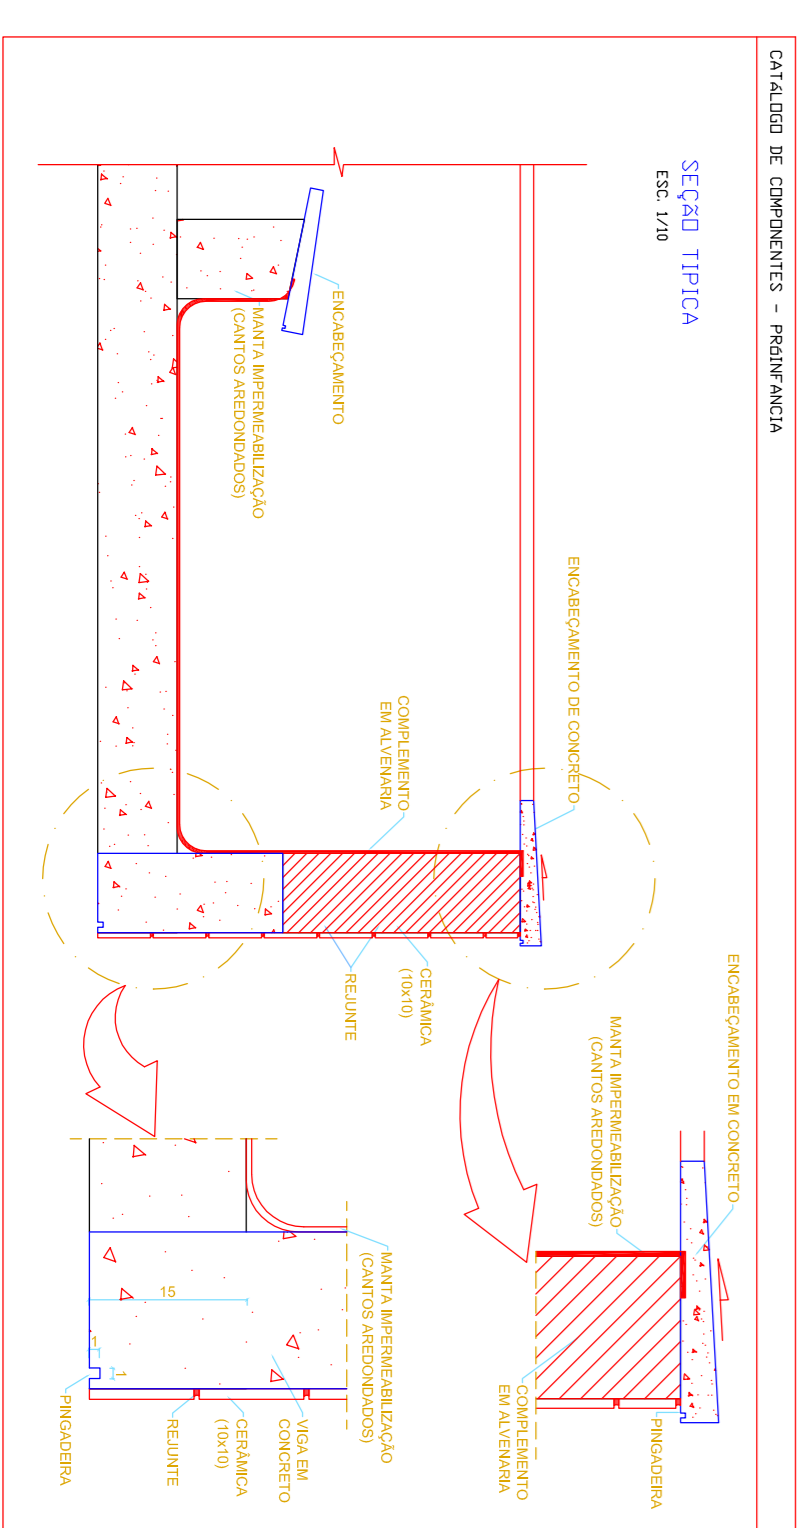 CATÁLOGO DE COMPONENTES - PRÓINFANCIA
SEÇÃO TIPICA
ESC. 1/10
ENCABEÇAMENTO
MANTA IMPERMEABILIZAÇÃO
(CANTOS AREDONDADOS)
ENCABEÇAMENTO DE CONCRETO
COMPLEMENTO
EM ALVENARIA
CERÂMICA
(10x10)
REJUNTE
ENCABEÇAMENTO EM CONCRETO
MANTA IMPERMEABILIZAÇÃO
(CANTOS AREDONDADOS)
COMPLEMENTO
EM ALVENARIA
PINGADEIRA
MANTA IMPERMEABILIZAÇÃO
(CANTOS AREDONDADOS)
15
1
1
VIGA EM
CONCRETO
CERÂMICA
(10x10)
REJUNTE
PINGADEIRA